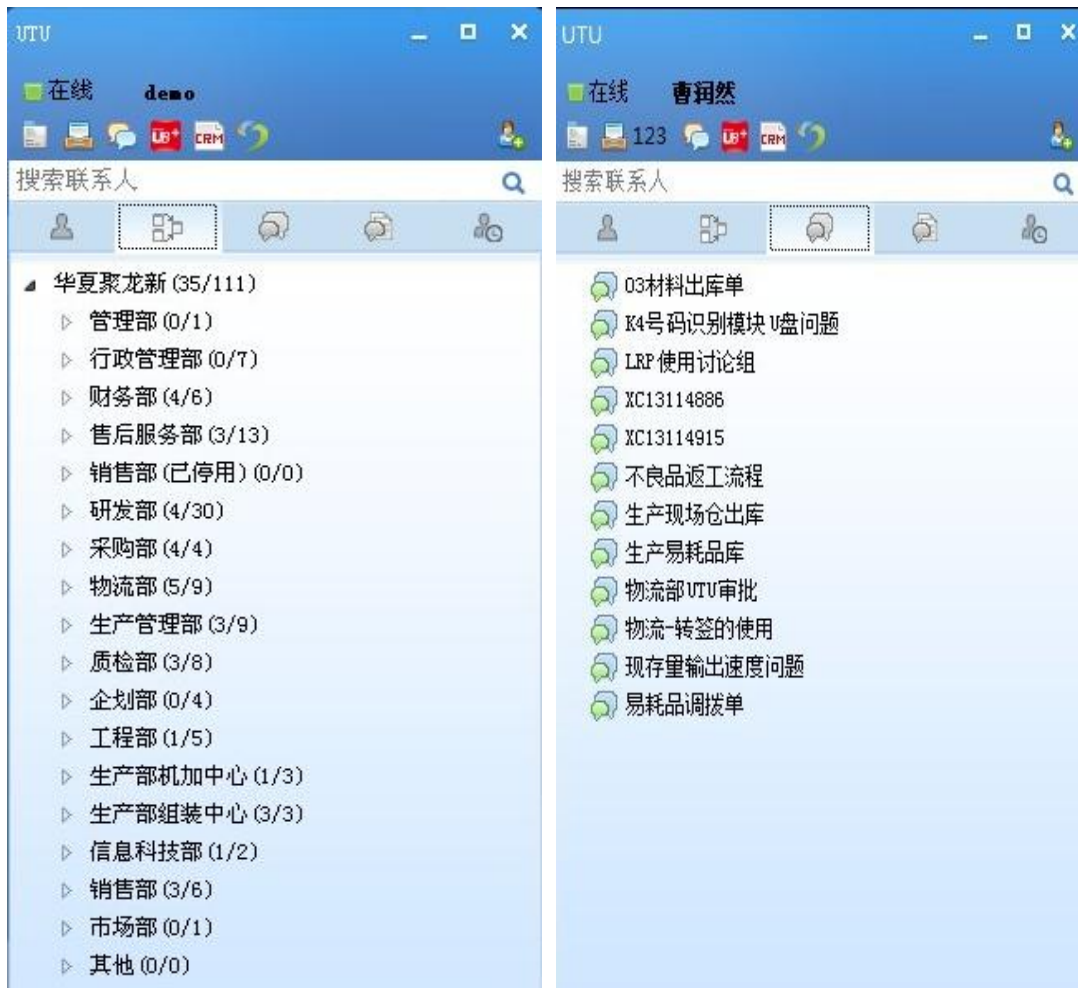 UTU
在线 demo
UB+ CRM
搜索联系人
华夏聚龙新(35/111)
管理部(0/1)
行政管理部(0/7)
财务部(4/6)
售后服务部(3/13)
销售部(已停用)(0/0)
研发部(4/30)
采购部(4/4)
物流部(5/9)
生产管理部(3/9)
质检部(3/8)
企划部(0/4)
工程部(1/5)
生产部机加中心(1/3)
生产部组装中心(3/3)
信息科技部(1/2)
销售部(3/6)
市场部(0/1)
其他(0/0)
UTU
在线 曹润然
123 UB+ CRM
搜索联系人
03材料出库单
K4号码识别模块U盘问题
LRP使用讨论组
XC13114886
XC13114915
不良品返工流程
生产现场仓出库
生产易耗品库
物流部UTU审批
物流-转签的使用
现存量输出速度问题
易耗品调拨单